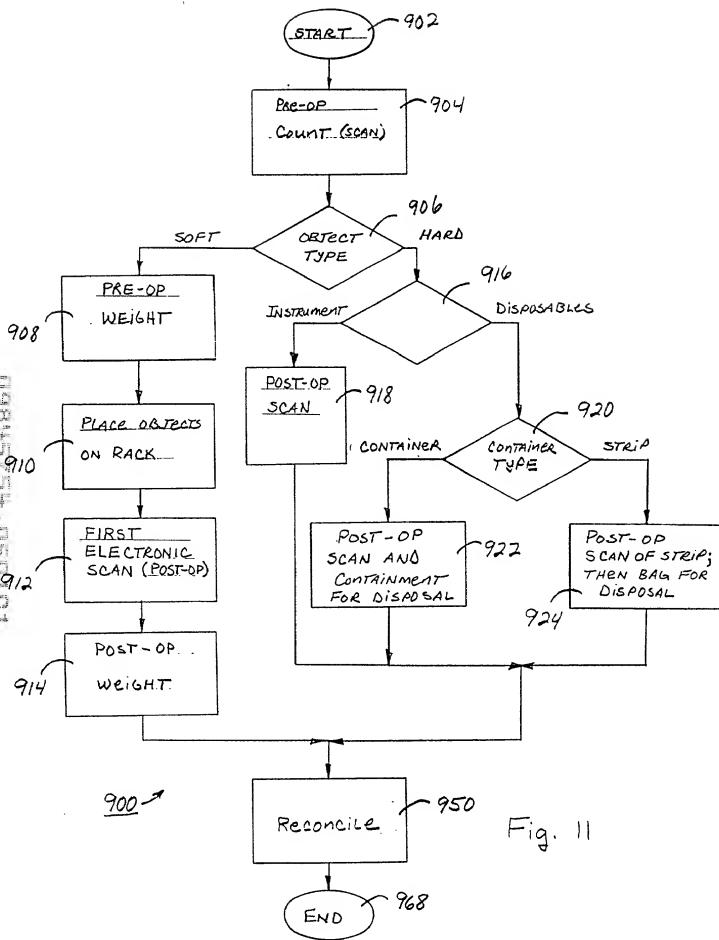 START
902
PRE-OP
COUNT (SCAN)
904
906
SOFT
OBJECT
TYPE
HARD
916
PRE-OP
WEIGHT
908
INSTRUMENT
DISPOSABLES
POST-OP
SCAN
918
PLACE OBJECTS
ON RACK
910
920
CONTAINER
CONTAINER
TYPE
STRIP
FIRST
ELECTRONIC
SCAN (POST-OP)
912
POST-OP
SCAN AND
CONTAINMENT
FOR DISPOSAL
922
POST-OP
SCAN OF STRIP;
THEN BAG FOR
DISPOSAL
924
POST-OP
WEIGHT
914
900
Reconcile
950
Fig. 11
END
968